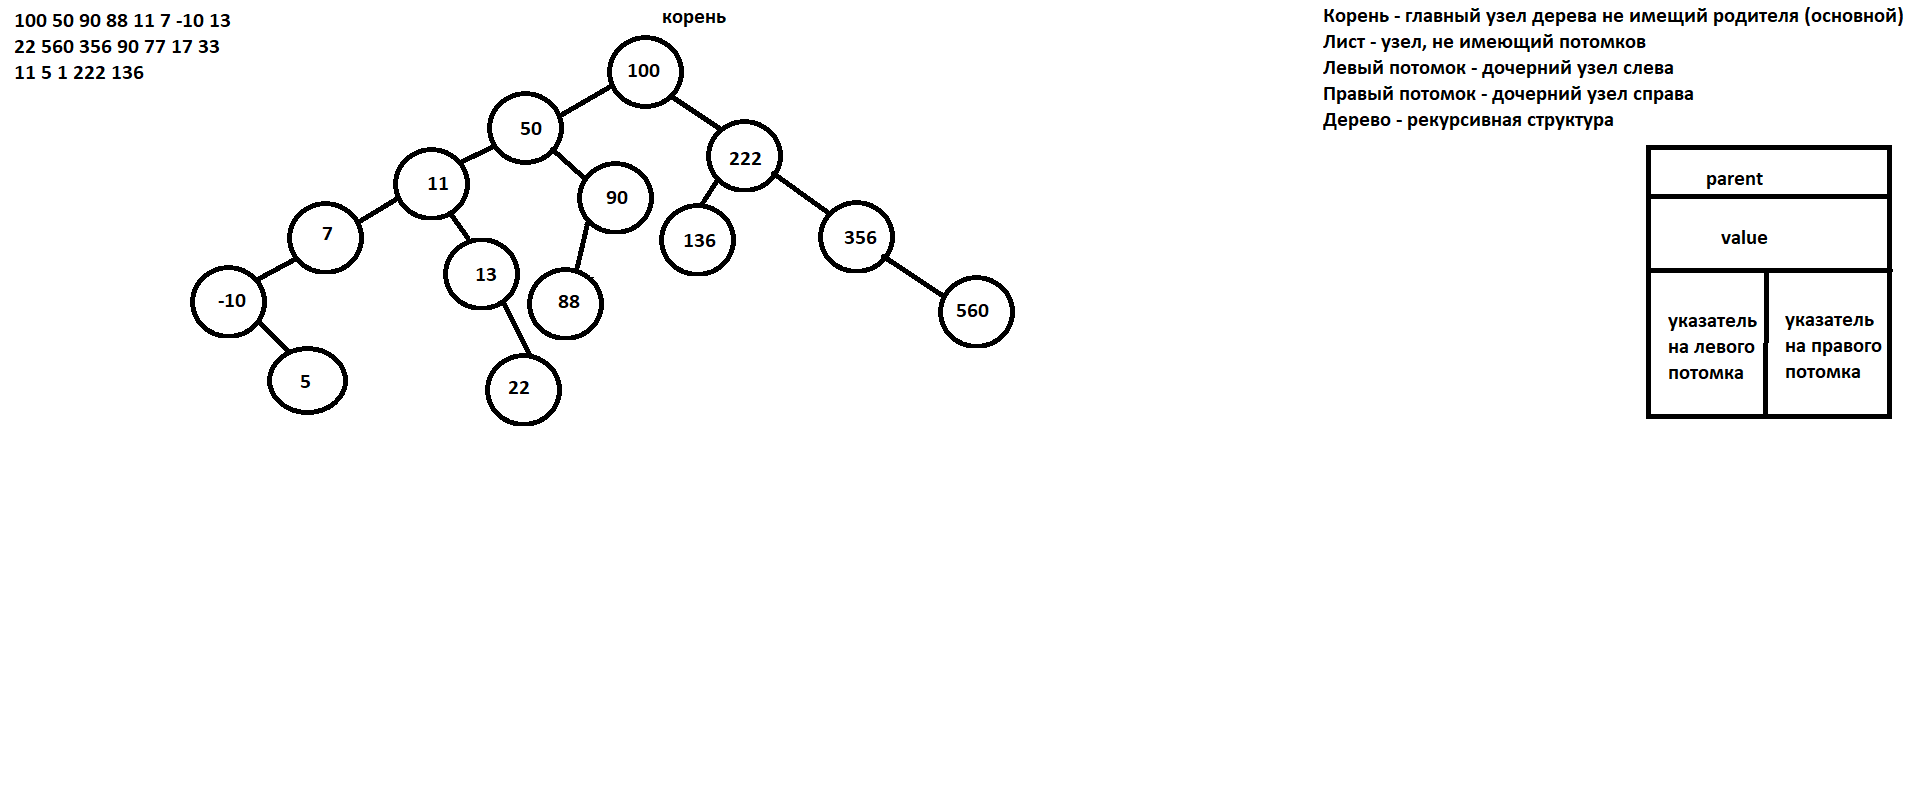 100 50 90 88 11 7 -10 13
22 560 356 90 77 17 33
11 5 1 222 136
корень
100
50
222
11
90
7
136
356
-10
13
88
560
5
22
Корень - главный узел дерева не имещий родителя (основной)
Лист - узел, не имеющий потомков
Левый потомок - дочерний узел слева
Правый потомок - дочерний узел справа
Дерево - рекурсивная структура
parent
value
указатель
на левого
потомка
указатель
на правого
потомка